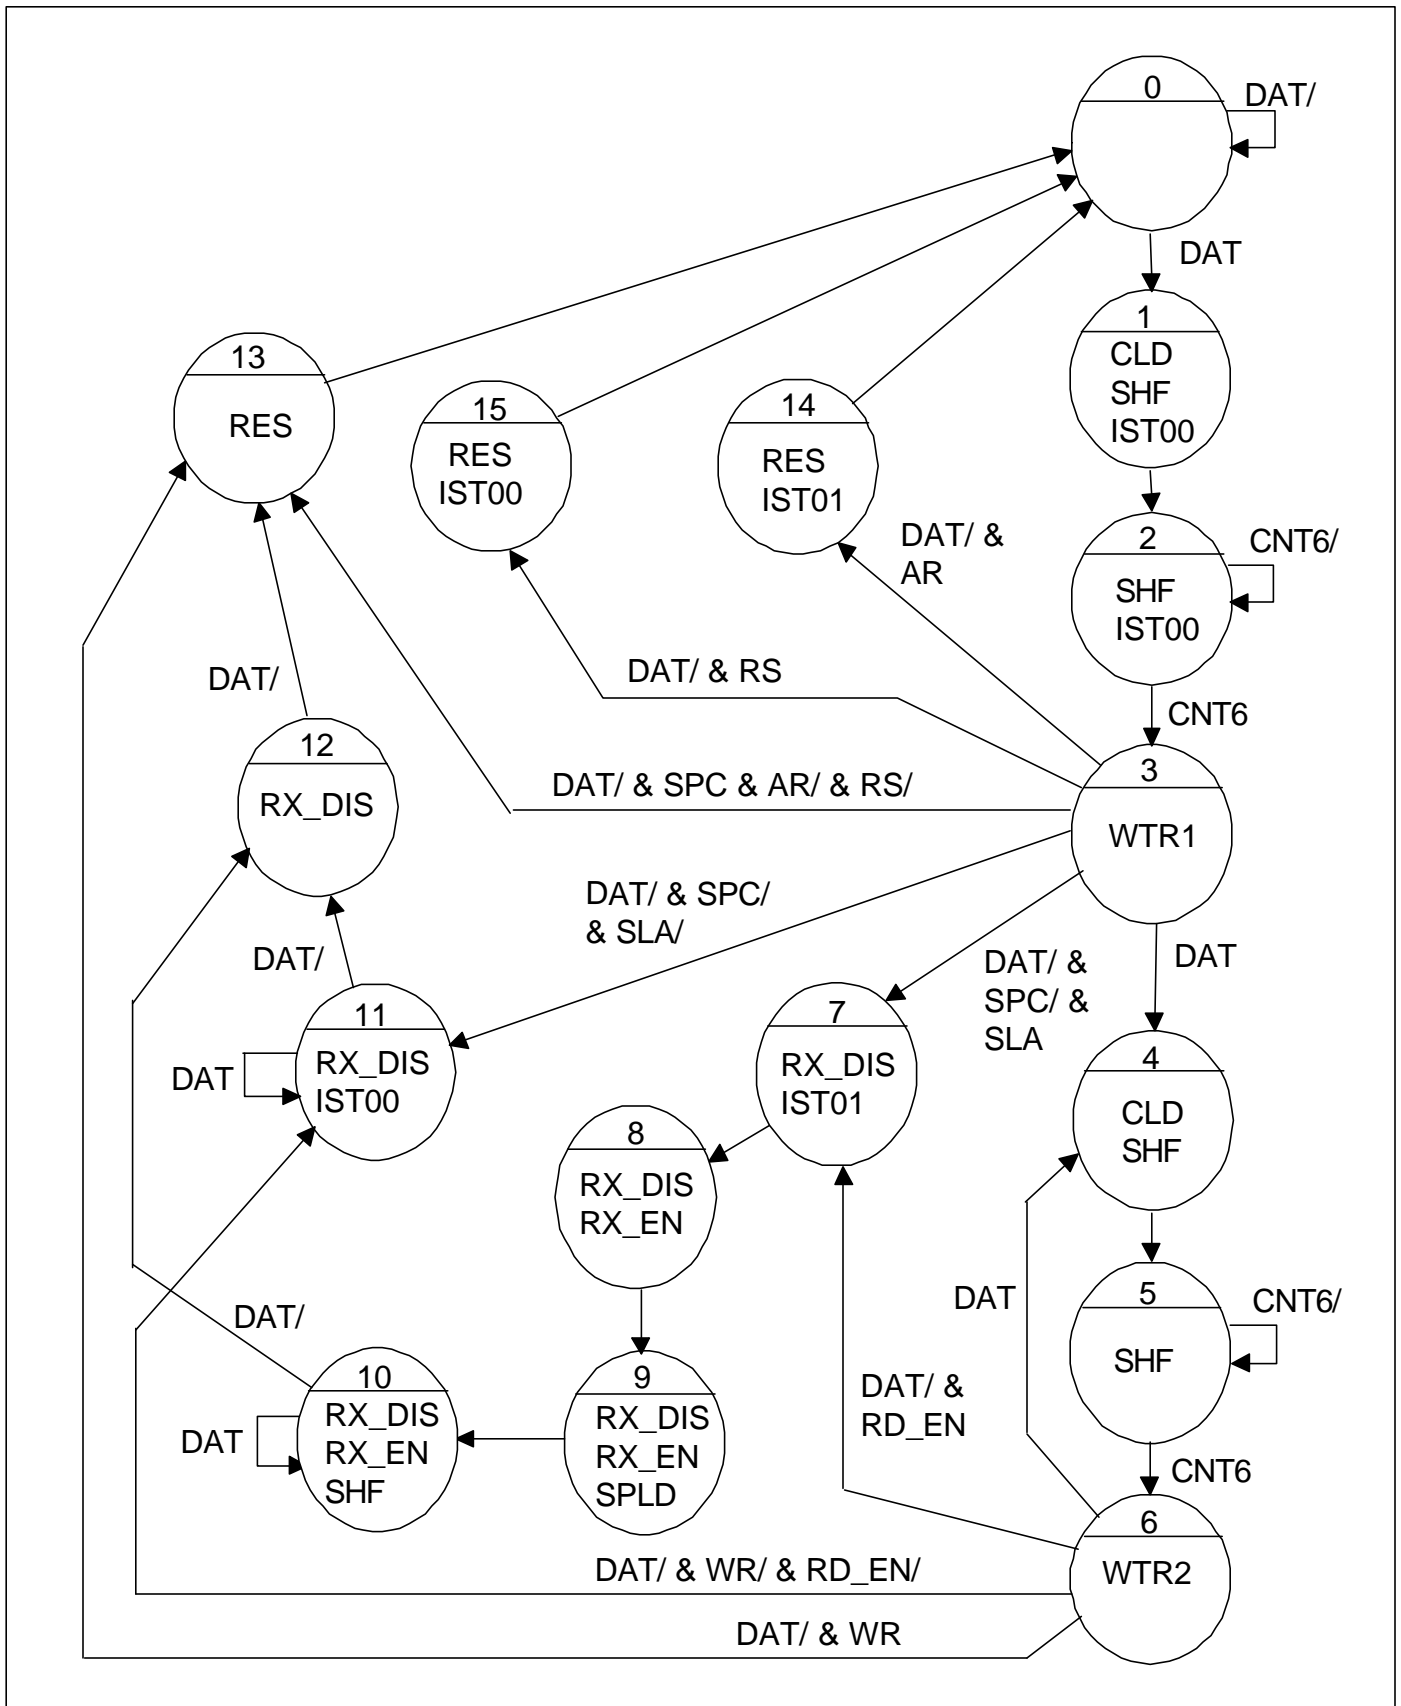 0
DAT/
DAT
1
CLD
SHF
IST00
13
RES
15
RES
IST00
14
RES
IST01
DAT/ &
AR
2
SHF
IST00
CNT6/
CNT6
DAT/ & RS
DAT/
12
RX_DIS
DAT/ & SPC & AR/ & RS/
3
WTR1
DAT/ & SPC/
& SLA/
DAT/
DAT/ &
SPC/ &
SLA
DAT
11
RX_DIS
IST00
DAT
7
RX_DIS
IST01
4
CLD
SHF
8
RX_DIS
RX_EN
DAT
5
SHF
CNT6/
DAT/
10
RX_DIS
RX_EN
SHF
DAT
9
RX_DIS
RX_EN
SPLD
DAT/ &
RD_EN
CNT6
6
WTR2
DAT/ & WR/ & RD_EN/
DAT/ & WR